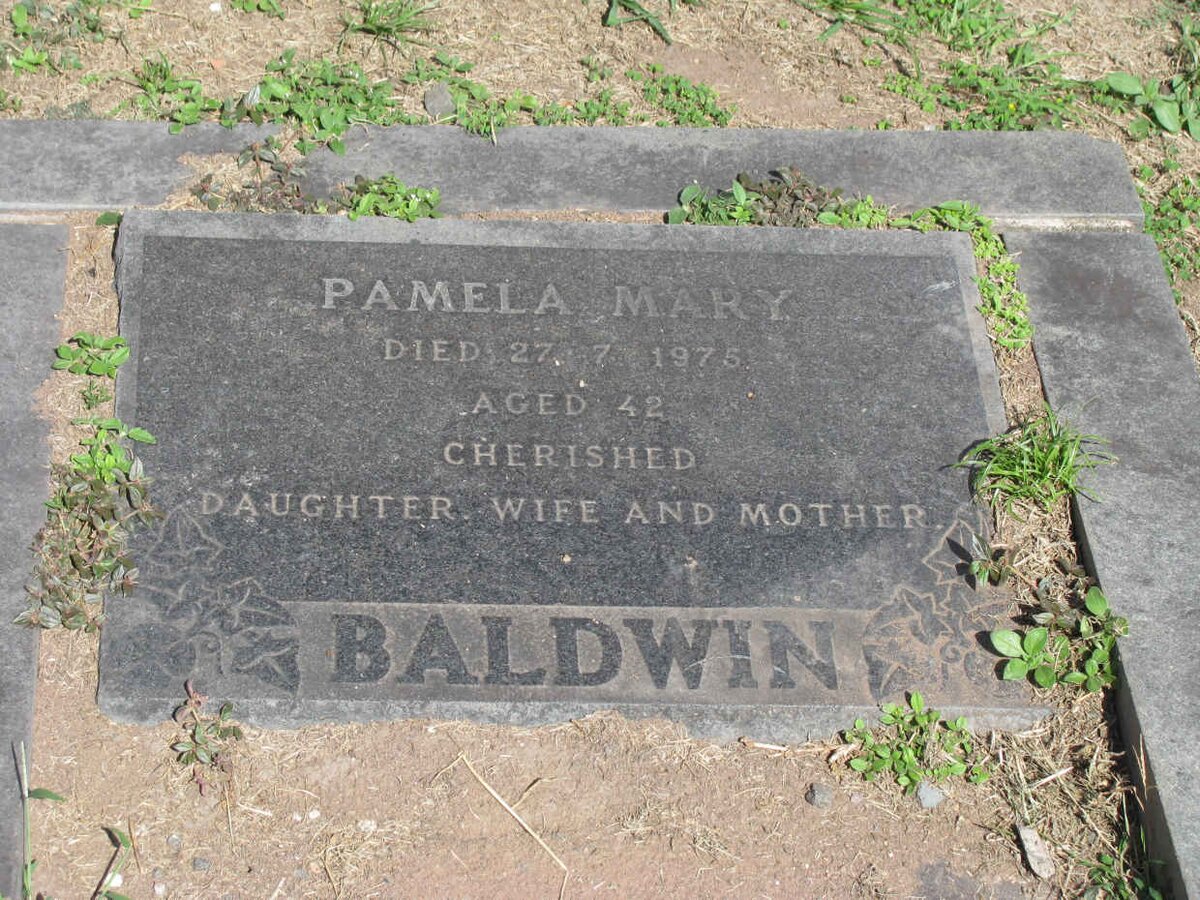 PAMELA MARY
DIED 27 7 1975
AGED 42
CHERISHED
DAUGHTER. WIFE AND MOTHER.
BALDWIN